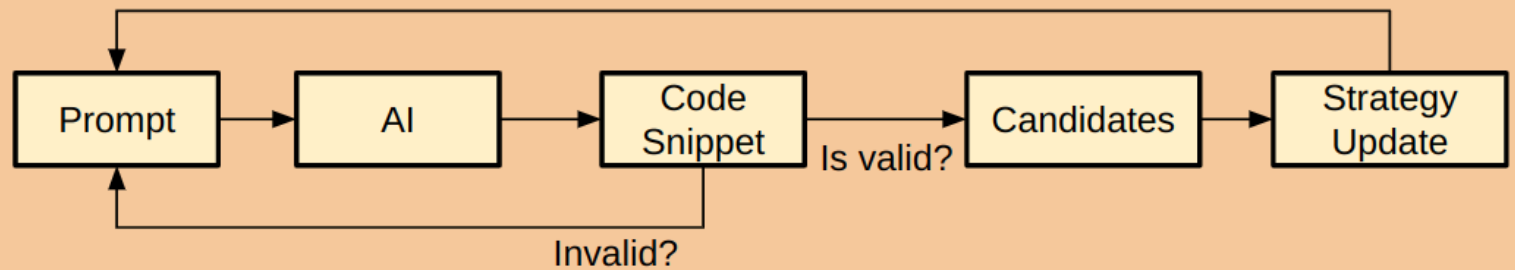 Prompt
AI
Code
Snippet
Is valid?
Candidates
Strategy
Update
Invalid?